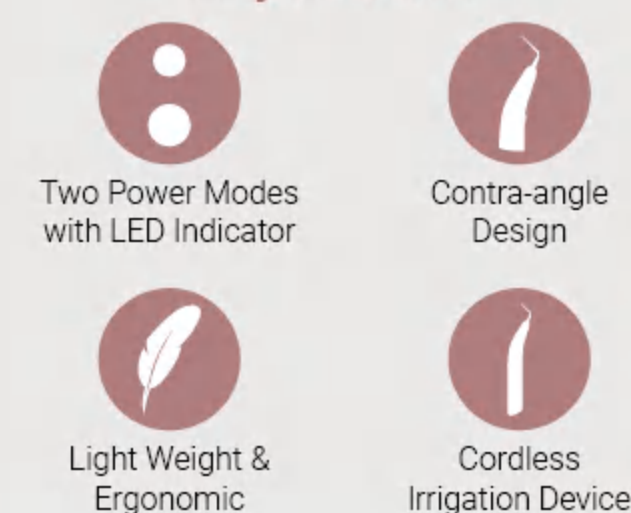 Two Power Modes
with LED Indicator
Contra-angle
Design
Light Weight &
Ergonomic
Cordless
Irrigation Device